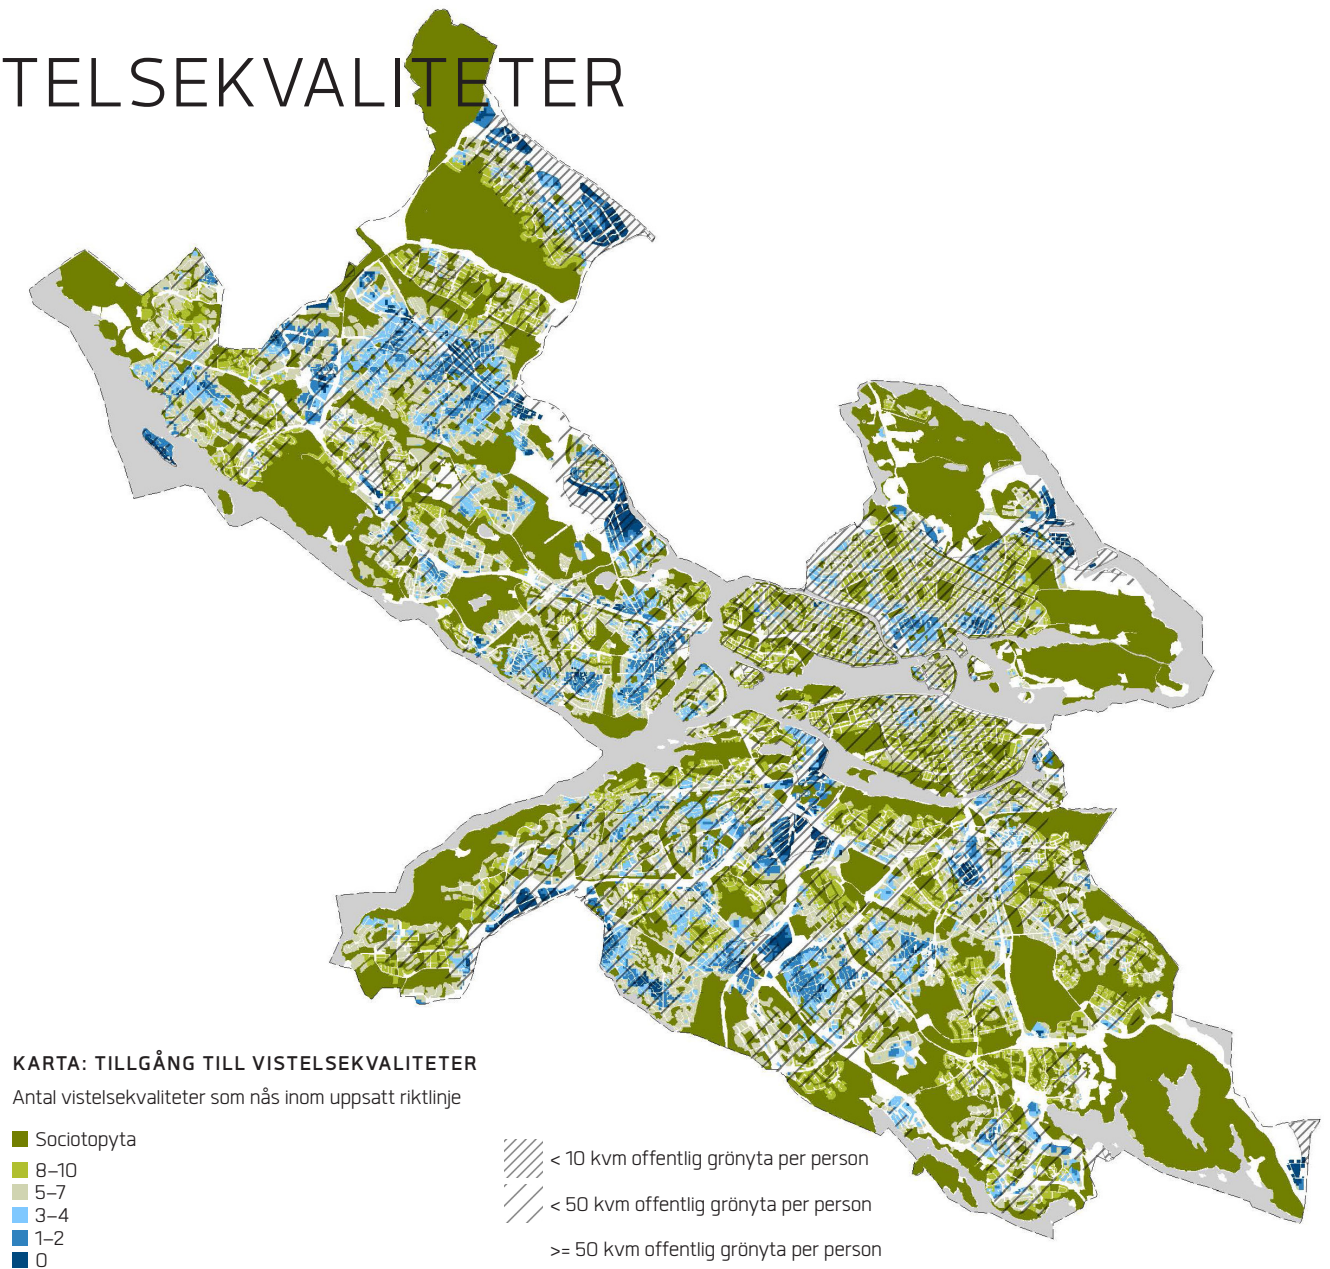 TELSEKVALITETER
KARTA: TILLGÅNG TILL VISTELSEKVALITETER
Antal vistelsekvaliteter som nås inom uppsatt riktlinje
Sociotopyta
8–10
5–7
3–4
1–2
0
< 10 kvm offentlig grönyta per person
< 50 kvm offentlig grönyta per person
>= 50 kvm offentlig grönyta per person